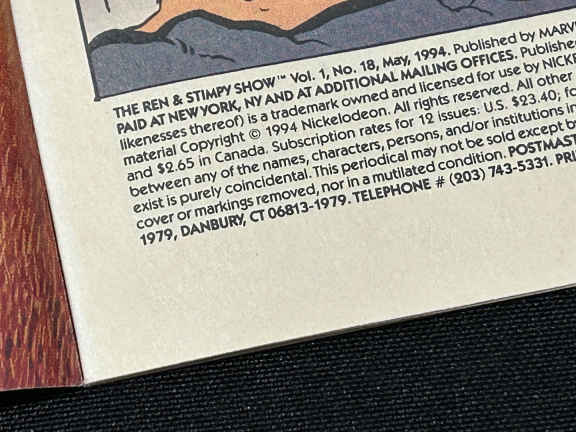 THE REN & STIMPY SHOW™ Vol. 1, No. 18, May, 1994. Published by MARV
PAID AT NEW YORK, NY AND AT ADDITIONAL MAILING OFFICES. Publishe
likenesses thereof) is a trademark owned and licensed for use by NICKE
material Copyright © 1994 Nickelodeon. All rights reserved. All other
and $2.65 in Canada. Subscription rates for 12 issues: U.S. $23.40; fo
between any of the names, characters, persons, and/or institutions in
exist is purely coincidental. This periodical may not be sold except b
cover or markings removed, nor in a mutilated condition. POSTMAST
1979, DANBURY, CT 06813-1979. TELEPHONE # (203) 743-5331. PRI